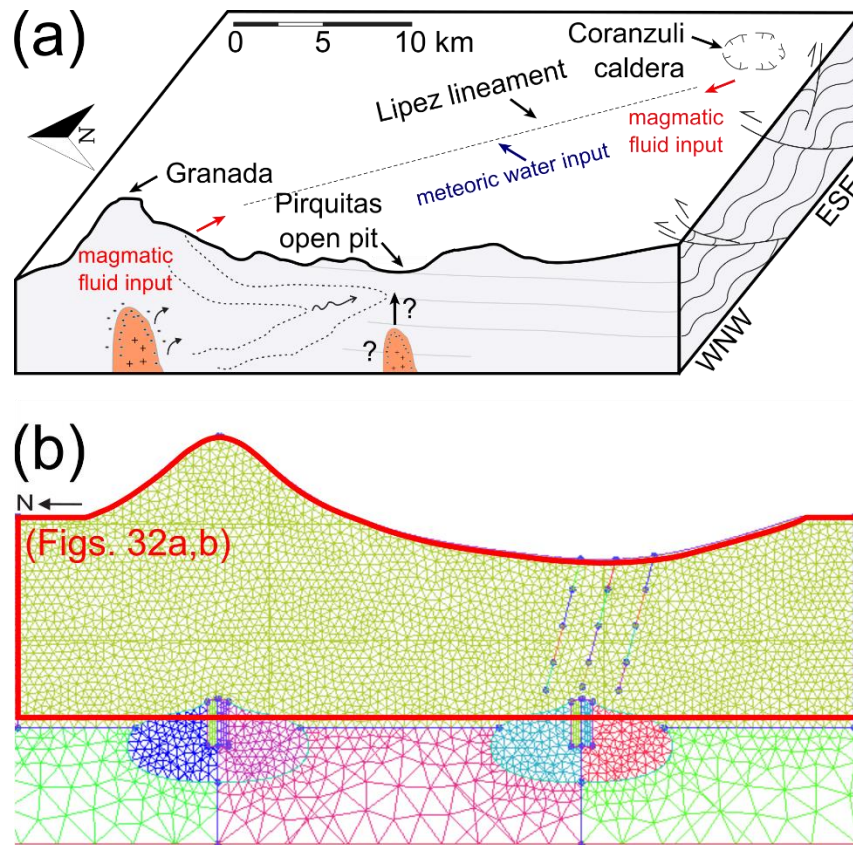 (a)
0 5 10 km
Coranzuli
caldera
Lipez lineament
N
magmatic
fluid input
meteoric water input
Granada
Pirquitas
open pit
magmatic
fluid input
?
?
ESE
WNW
(b)
N
(Figs. 32a,b)